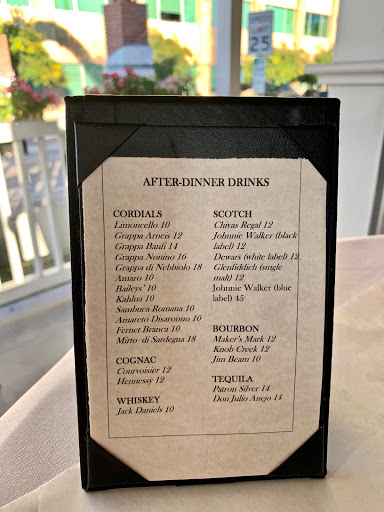 SPEED
LIMIT
25
AFTER-DINNER DRINKS
CORDIALS
Limoncello 10
Grappa Arneis 12
Grappa Banfi 14
Grappa Nonino 16
Grappa di Nebbiolo 18
Amaro 10
Baileys' 10
Kahlua 10
Sambuca Romana 10
Amareto Disaronno 10
Fernet Branca 10
Mirto di Sardegna 18
COGNAC
Courvoisier 12
Hennessy 12
WHISKEY
Jack Daniels 10
SCOTCH
Chivas Regal 12
Johnnie Walker (black
label) 12
Dewars (white label) 12
Glenfiddich (single
malt) 12
Johnnie Walker (blue
label) 45
BOURBON
Maker's Mark 12
Knob Creek 12
Jim Beam 10
TEQUILA
Patron Silver 14
Don Julio Anejo 14